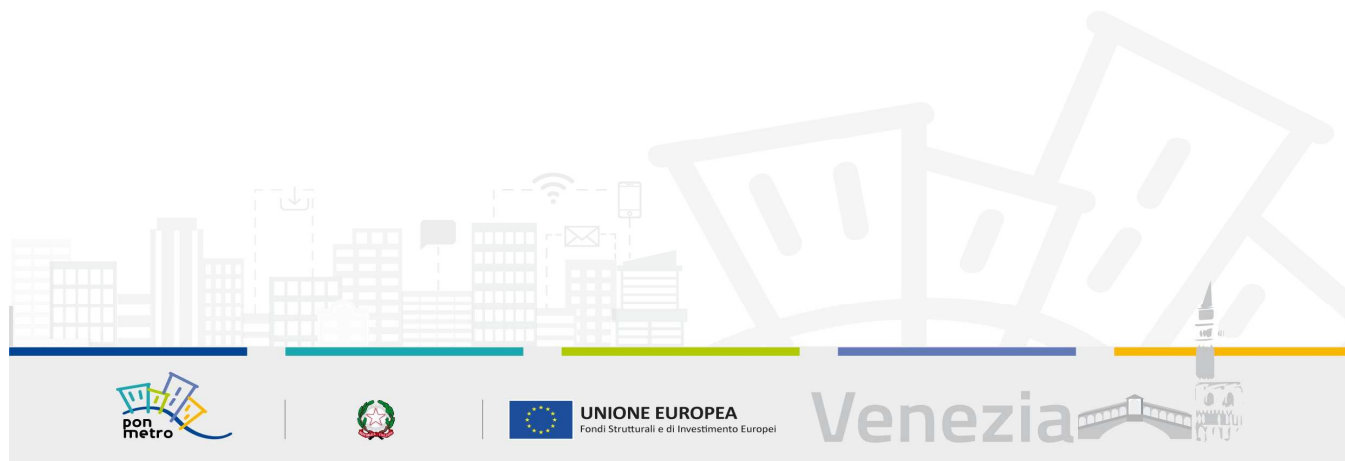 pon
metro
UNIONE EUROPEA
Fondi Strutturali e di Investimento Europei
Venezia